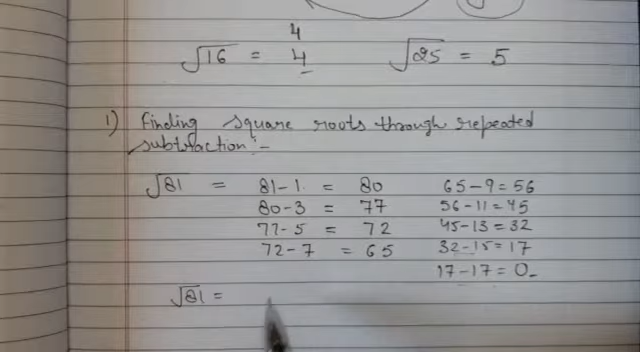 4
√16 = 4 √25 = 5
1) Finding square roots through repeated
subtraction :-
√81 = 81-1 = 80 65-9=56
80-3 = 77 56-11=45
77-5 = 72 45-13=32
72-7 = 65 32-15=17
17-17=0
√81 =